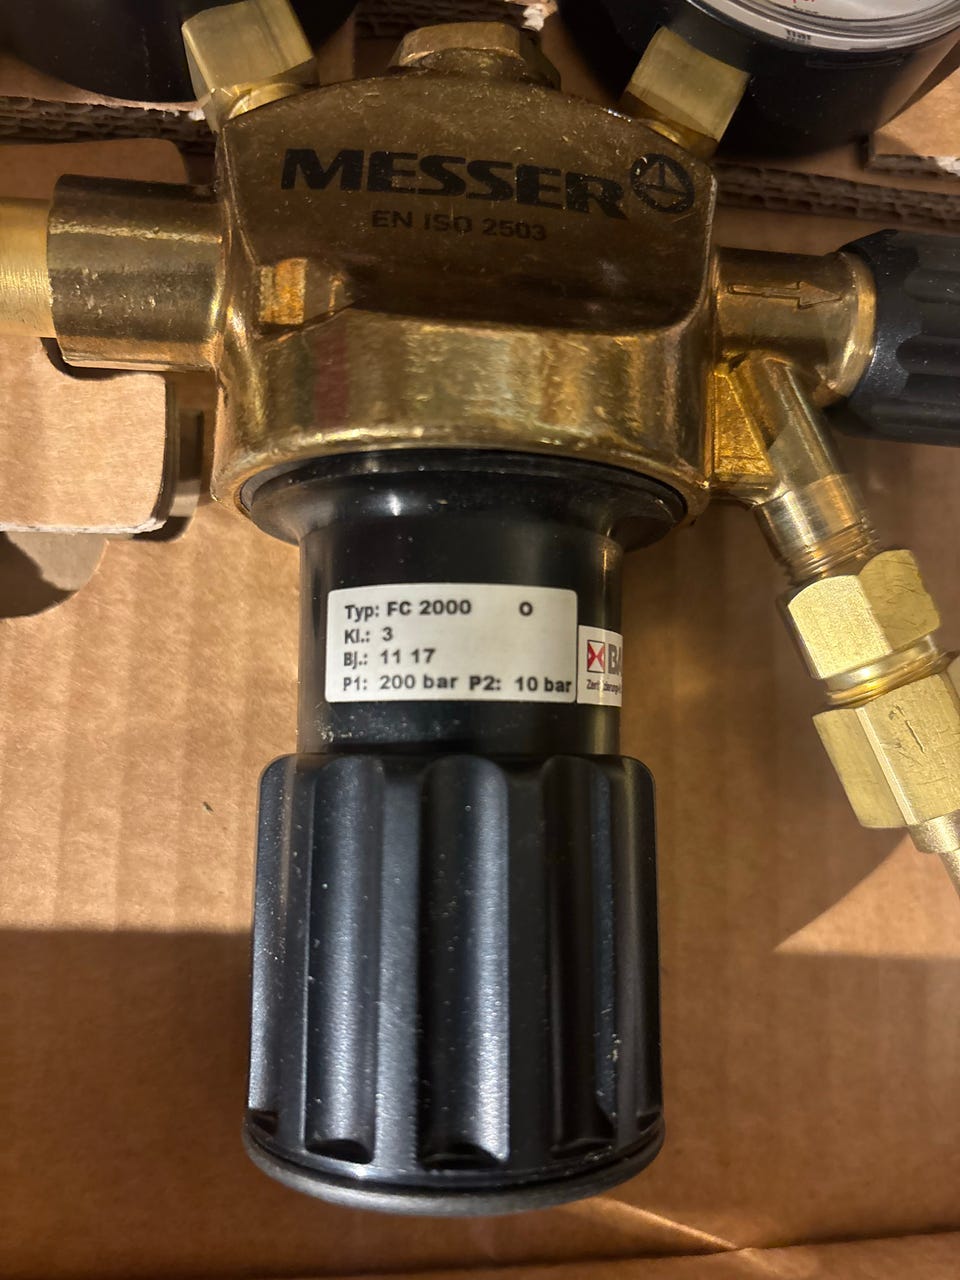 MESSER
EN ISO 2503
Typ: FC 2000 O
Kl.: 3
Bj.: 11 17
P1: 200 bar P2: 10 bar